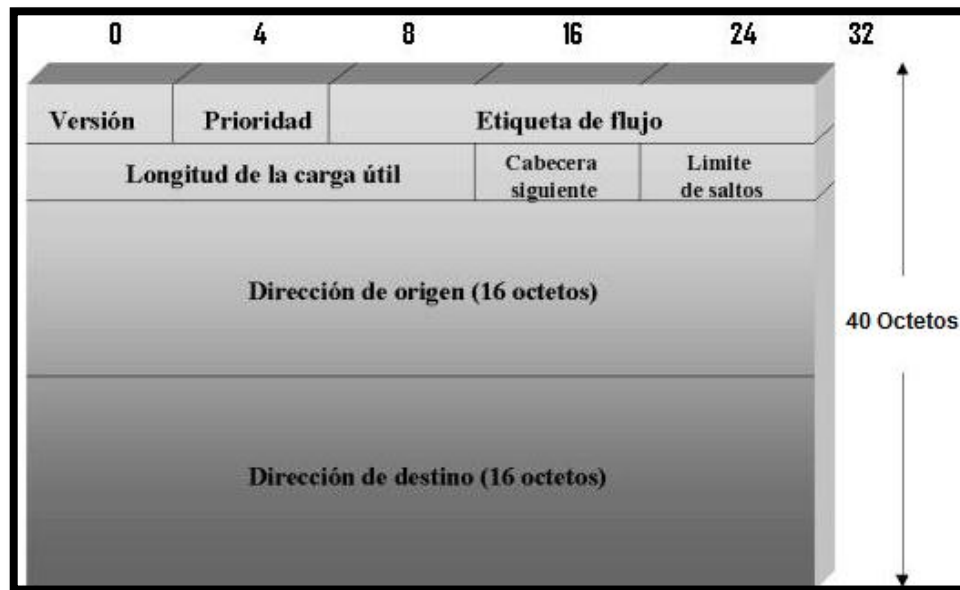 0 4 8 16 24 32
Versión Prioridad Etiqueta de flujo
Longitud de la carga útil Cabecera siguiente Limite de saltos
Dirección de origen (16 octetos)
40 Octetos
Dirección de destino (16 octetos)